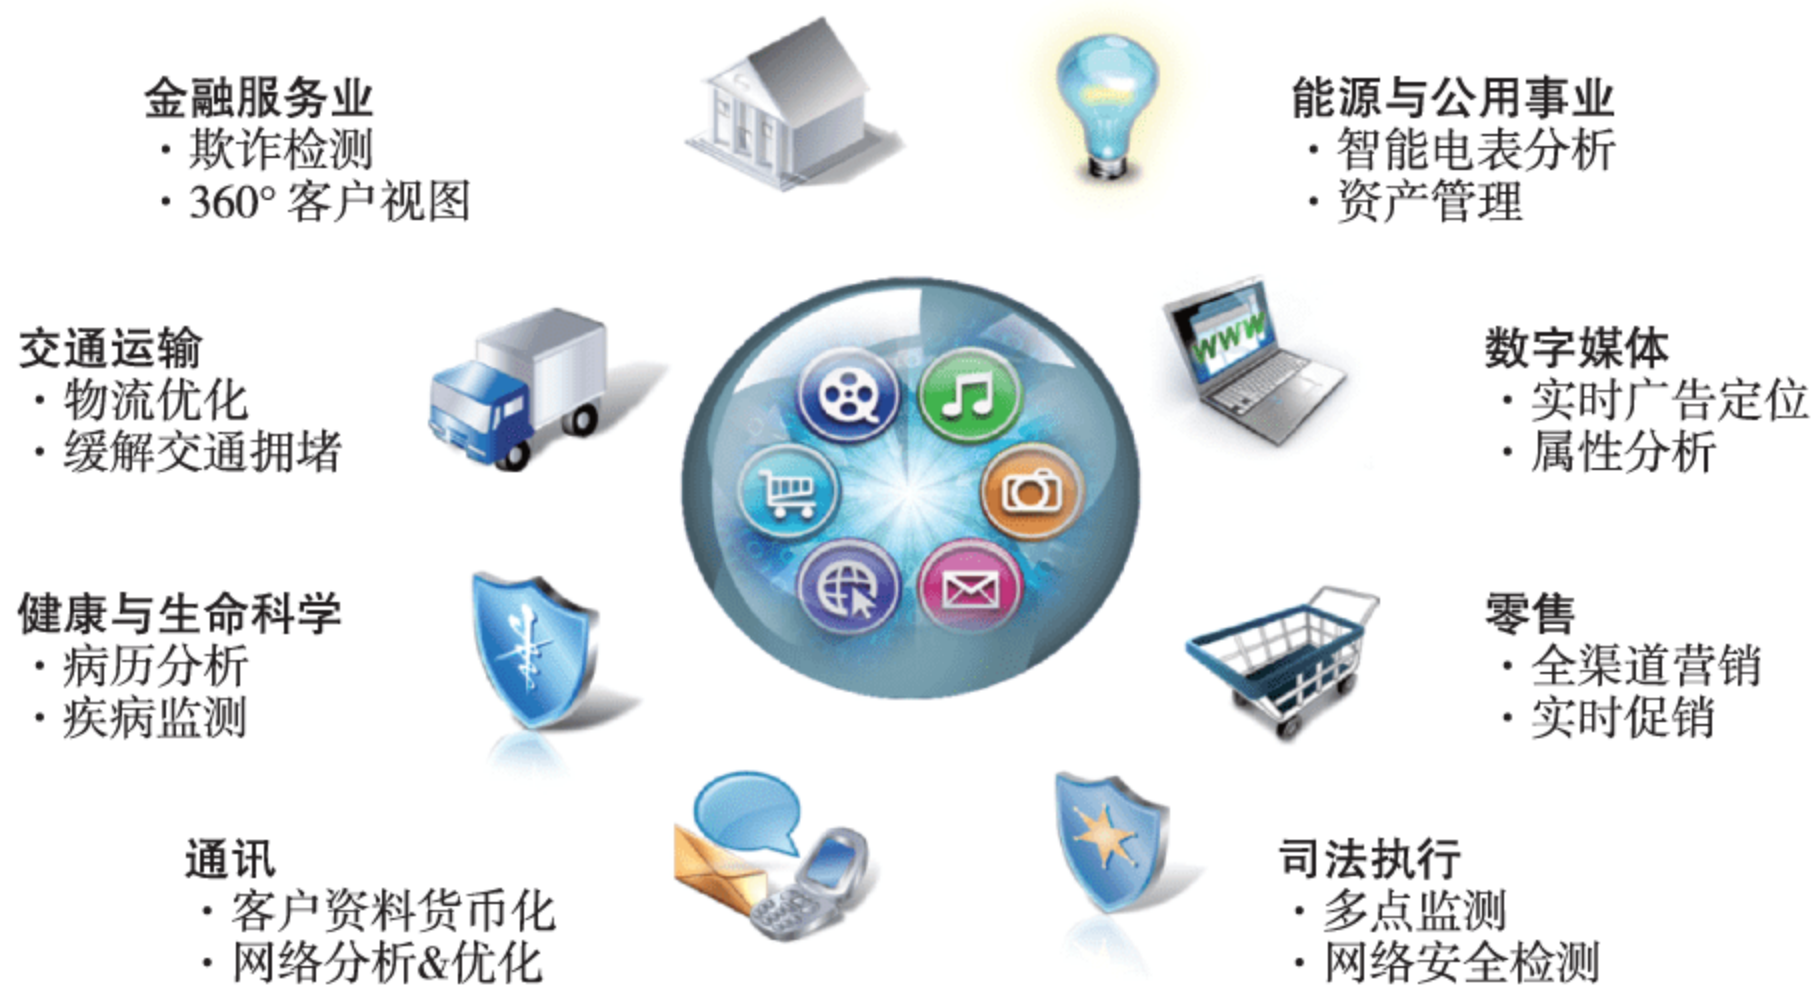 金融服务业
· 欺诈检测
· 360° 客户视图
能源与公用事业
· 智能电表分析
· 资产管理
交通运输
· 物流优化
· 缓解交通拥堵
WWW
数字媒体
· 实时广告定位
· 属性分析
健康与生命科学
· 病历分析
· 疾病监测
零售
· 全渠道营销
· 实时促销
通讯
· 客户资料货币化
· 网络分析&优化
司法执行
· 多点监测
· 网络安全检测